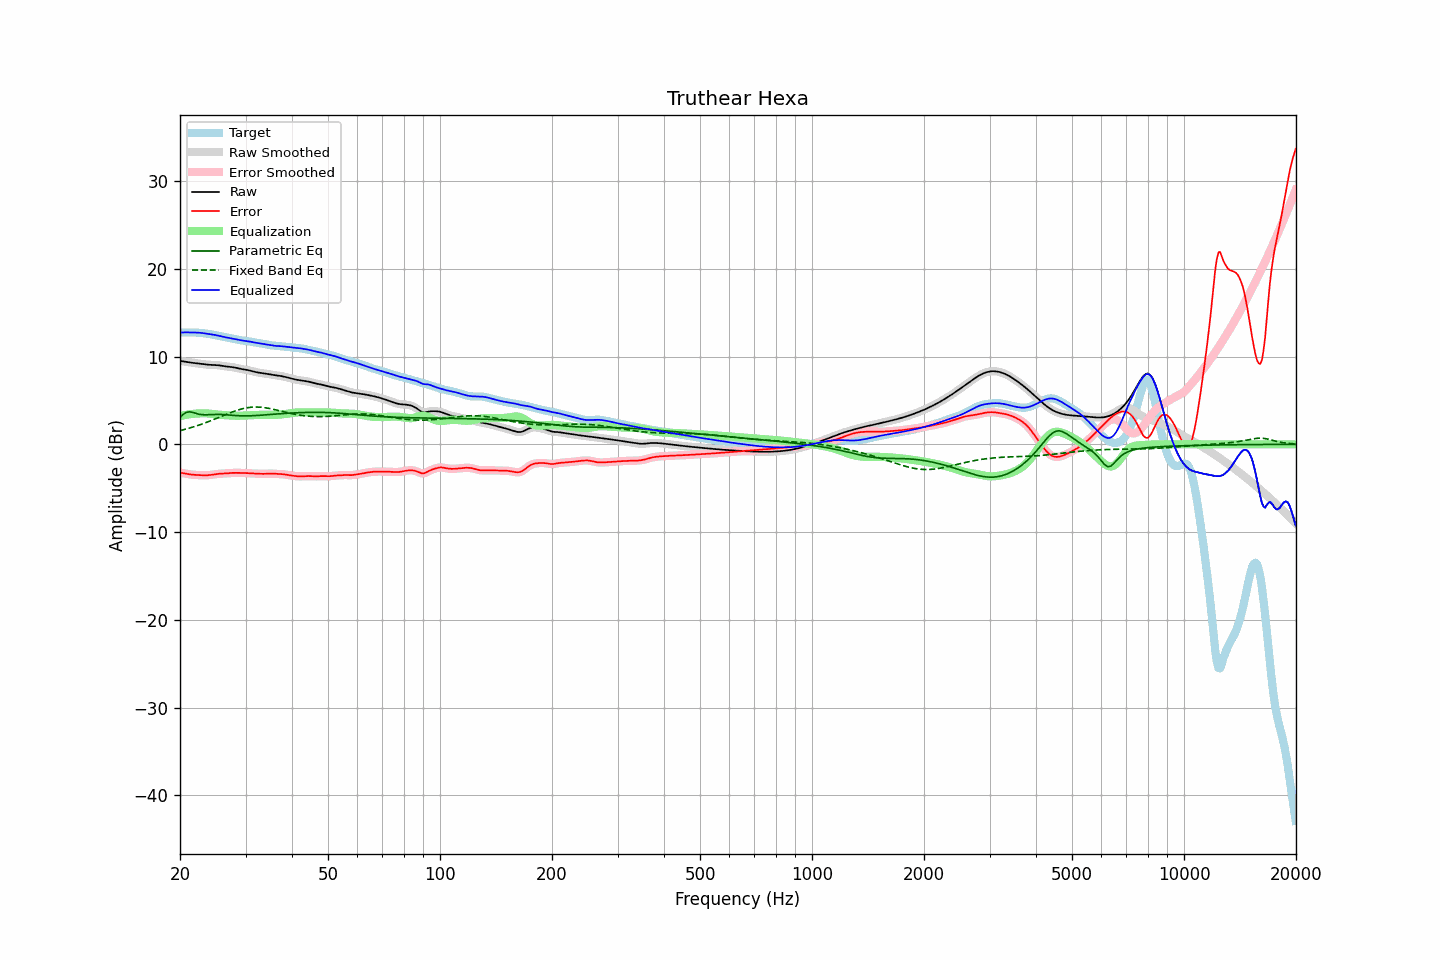 Truthear Hexa
Target
Raw Smoothed
Error Smoothed
Raw
Error
Equalization
Parametric Eq
Fixed Band Eq
Equalized
30
20
10
0
−10
−20
−30
−40
Amplitude (dBr)
20 50 100 200 500 1000 2000 5000 10000 20000
Frequency (Hz)